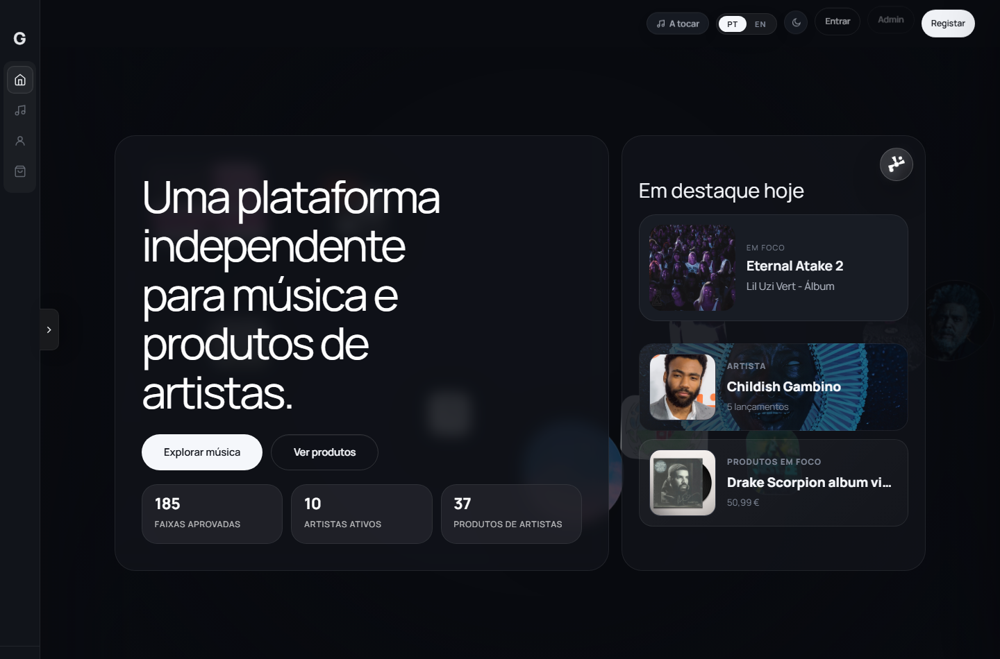 G
A tocar
PT EN
Entrar
Admin
Registar
Uma plataforma
independente
para música e
produtos de
artistas.
Explorar música
Ver produtos
185
FAIXAS APROVADAS
10
ARTISTAS ATIVOS
37
PRODUTOS DE ARTISTAS
Em destaque hoje
EM FOCO
Eternal Atake 2
Lil Uzi Vert - Álbum
ARTISTA
Childish Gambino
5 lançamentos
PRODUTOS EM FOCO
Drake Scorpion album vi...
50,99 €